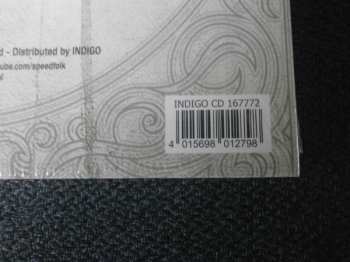 d - Distributed by INDIGO
ube.com/speedfolk
INDIGO CD 167772
4 015698 012798